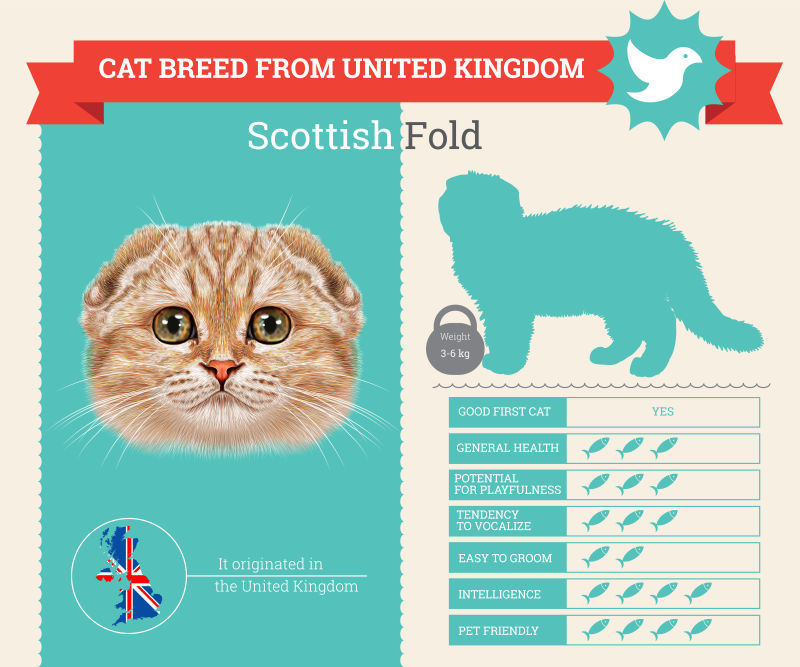 CAT BREED FROM UNITED KINGDOM
Scottish Fold
Weight
3-6 kg
GOOD FIRST CAT YES
GENERAL HEALTH
POTENTIAL
FOR PLAYFULNESS
TENDENCY
TO VOCALIZE
EASY TO GROOM
INTELLIGENCE
PET FRIENDLY
It originated in
the United Kingdom